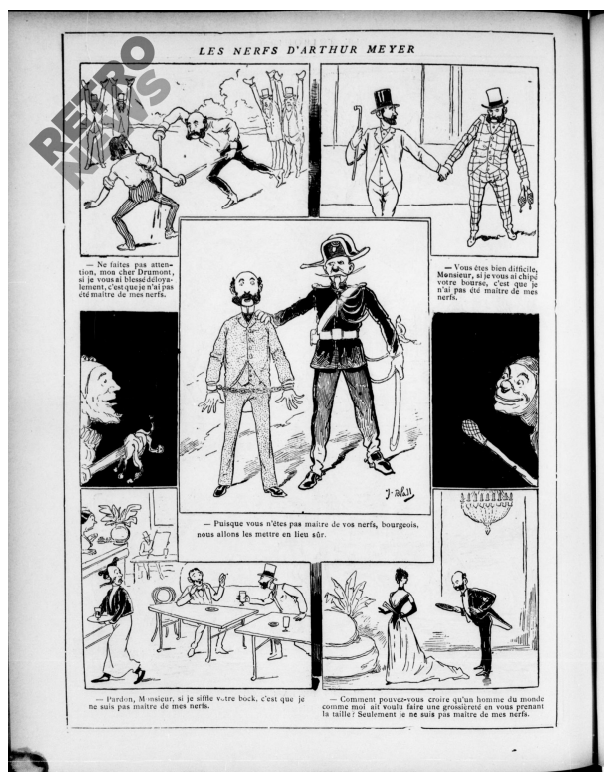 LES NERFS D'ARTHUR MEYER
RETRO
NEWS
— Ne faites pas atten-
tion, mon cher Drumont,
si je vous ai blessé déloya-
lement, c'est que je n'ai pas
été maître de mes nerfs.
— Vous êtes bien difficile,
Monsieur, si je vous ai chipé
votre bourse, c'est que je
n'ai pas été maître de mes
nerfs.
J. Blass
— Puisque vous n'êtes pas maître de vos nerfs, bourgeois,
nous allons les mettre en lieu sûr.
— Pardon, Monsieur, si je siffle votre bock, c'est que je
ne suis pas maître de mes nerfs.
— Comment pouvez-vous croire qu'un homme du monde
comme moi ait voulu faire une grossièreté en vous prenant
la taille? Seulement je ne suis pas maître de mes nerfs.